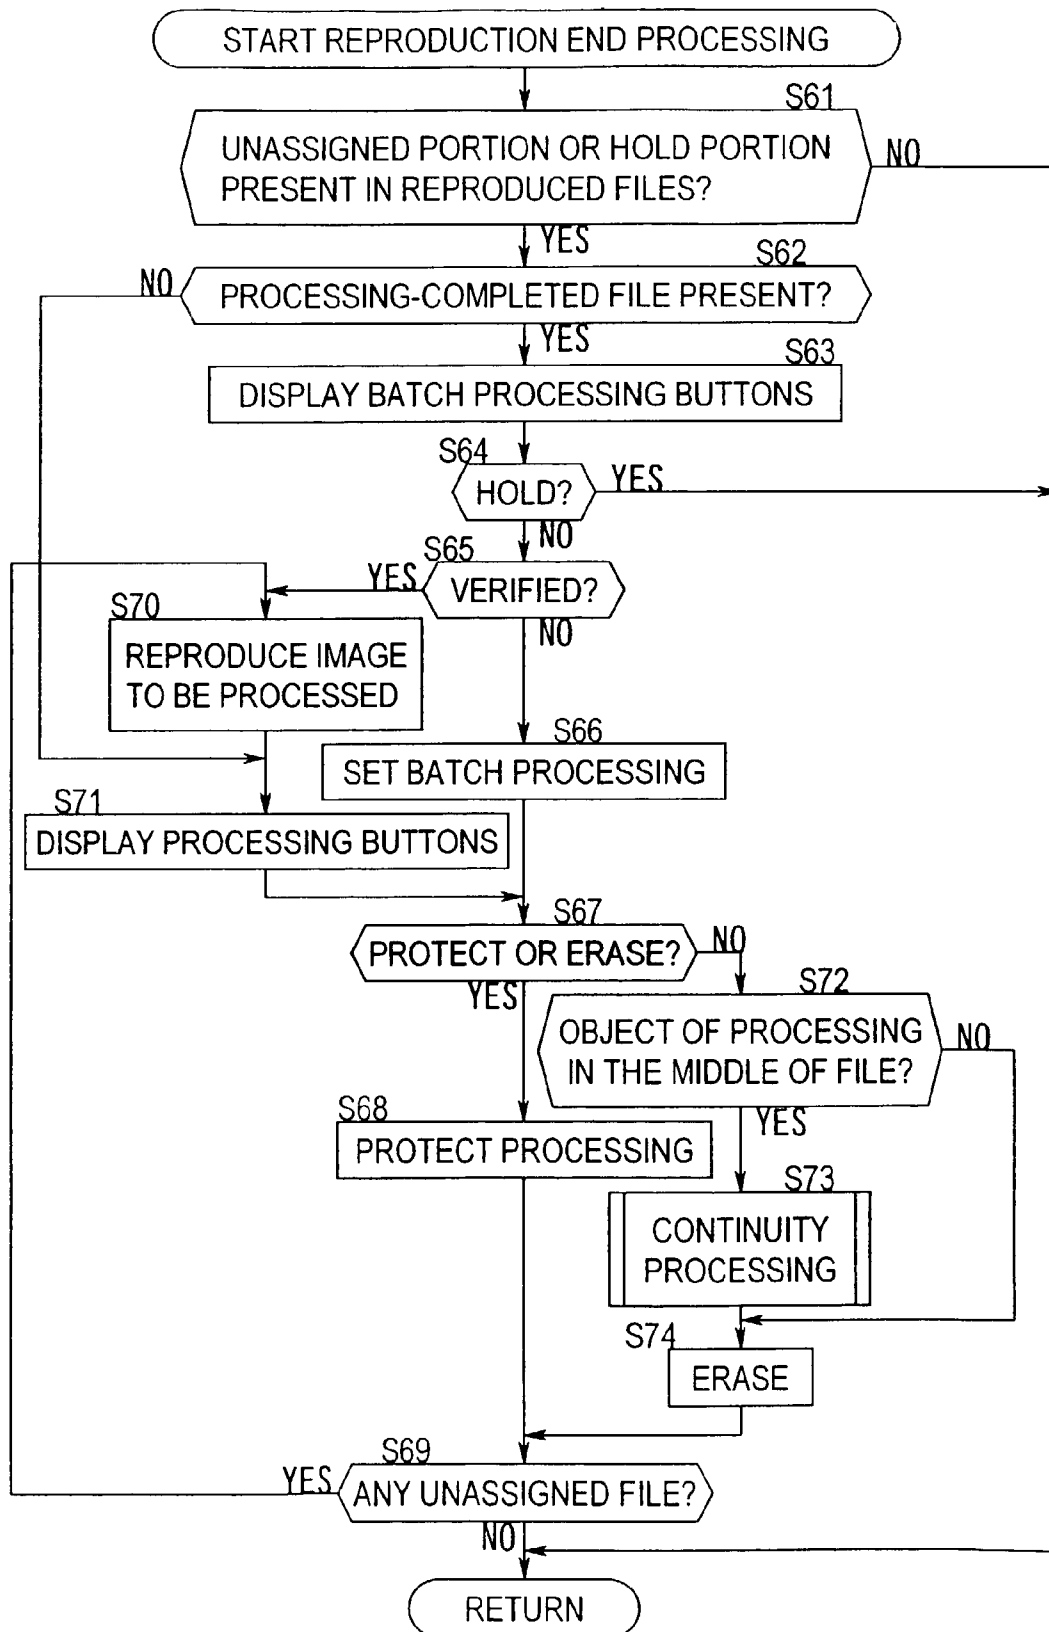 START REPRODUCTION END PROCESSING
S61
UNASSIGNED PORTION OR HOLD PORTION
PRESENT IN REPRODUCED FILES?
NO
YES
S62
NO
PROCESSING-COMPLETED FILE PRESENT?
YES
S63
DISPLAY BATCH PROCESSING BUTTONS
S64
HOLD?
YES
NO
S65
YES
VERIFIED?
NO
S70
REPRODUCE IMAGE
TO BE PROCESSED
S66
SET BATCH PROCESSING
S71
DISPLAY PROCESSING BUTTONS
S67
PROTECT OR ERASE?
NO
YES
S72
OBJECT OF PROCESSING
IN THE MIDDLE OF FILE?
NO
YES
S68
PROTECT PROCESSING
S73
CONTINUITY
PROCESSING
S74
ERASE
S69
YES
ANY UNASSIGNED FILE?
NO
RETURN